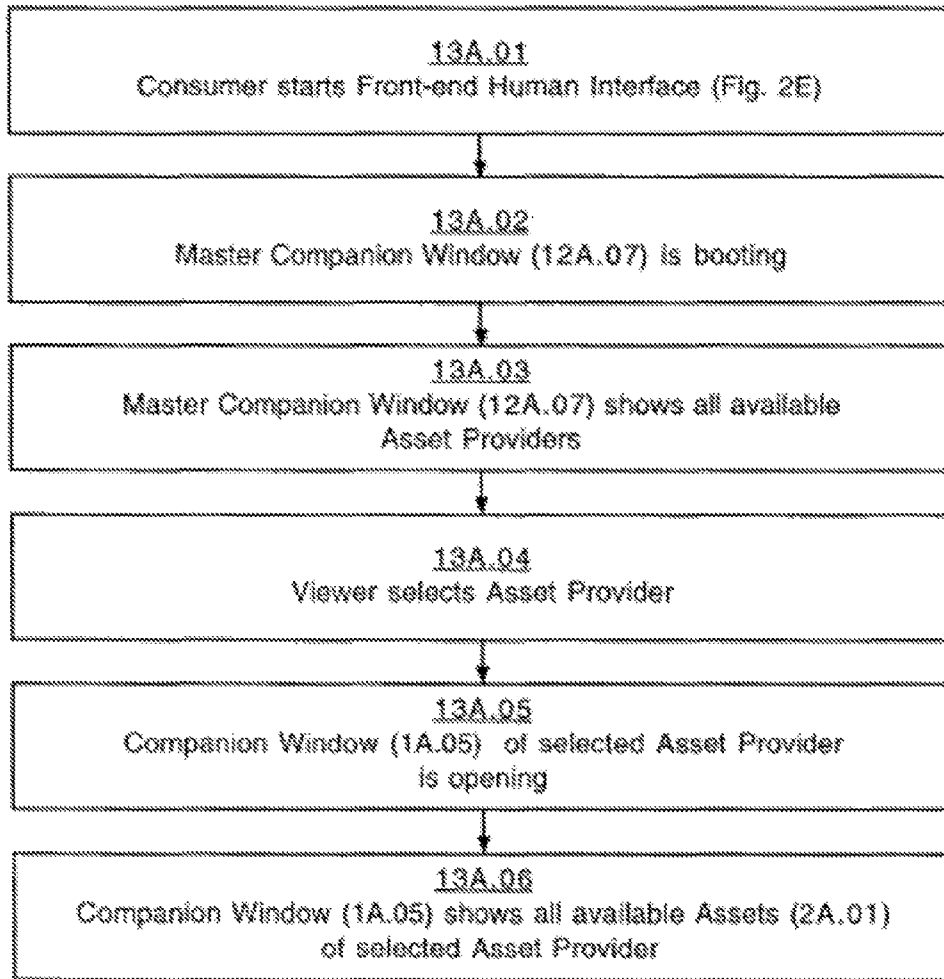 13A.01
Consumer starts Front-end Human Interface (Fig. 2E)
13A.02
Master Companion Window (12A.07) is booting
13A.03
Master Companion Window (12A.07) shows all available
Asset Providers
13A.04
Viewer selects Asset Provider
13A.05
Companion Window (1A.05) of selected Asset Provider
is opening
13A.06
Companion Window (1A.05) shows all available Assets (2A.01)
of selected Asset Provider